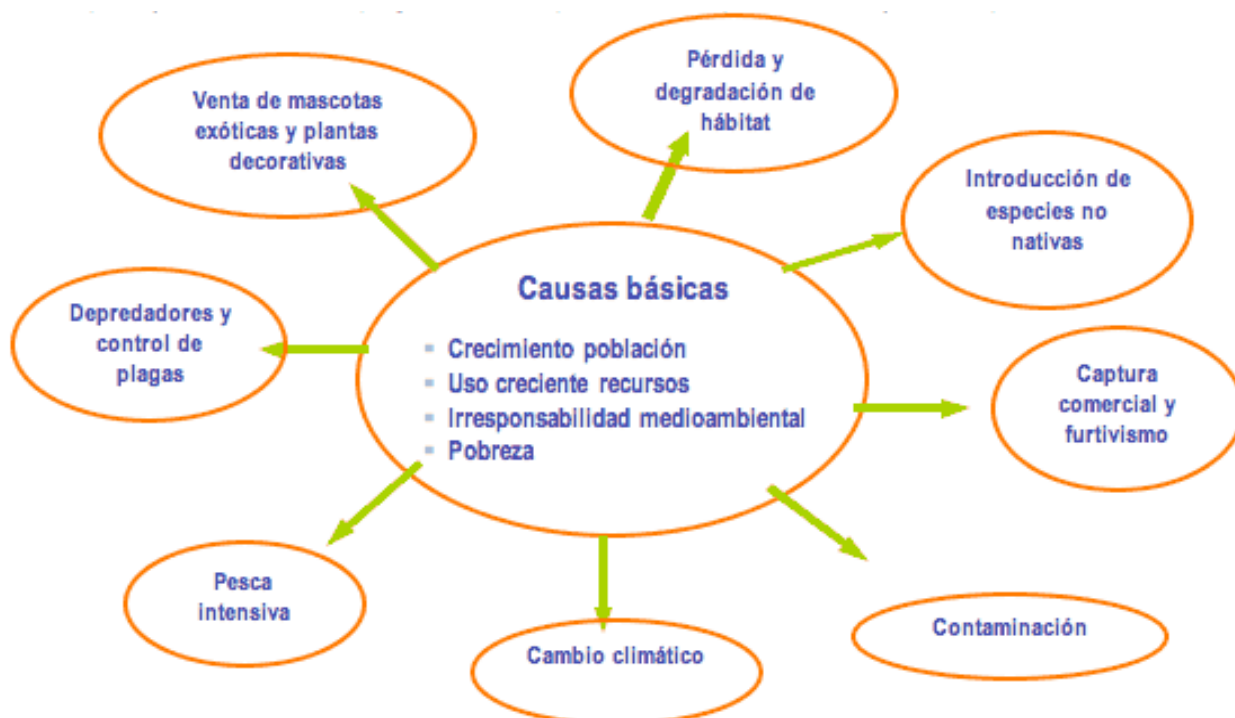 Pérdida y
degradación de
hábitat
Venta de mascotas
exóticas y plantas
decorativas
Introducción de
especies no
nativas
Causas básicas
- Crecimiento población
- Uso creciente recursos
- Irresponsabilidad medioambiental
- Pobreza
Depredadores y
control de
plagas
Captura
comercial y
furtivismo
Pesca
intensiva
Contaminación
Cambio climático